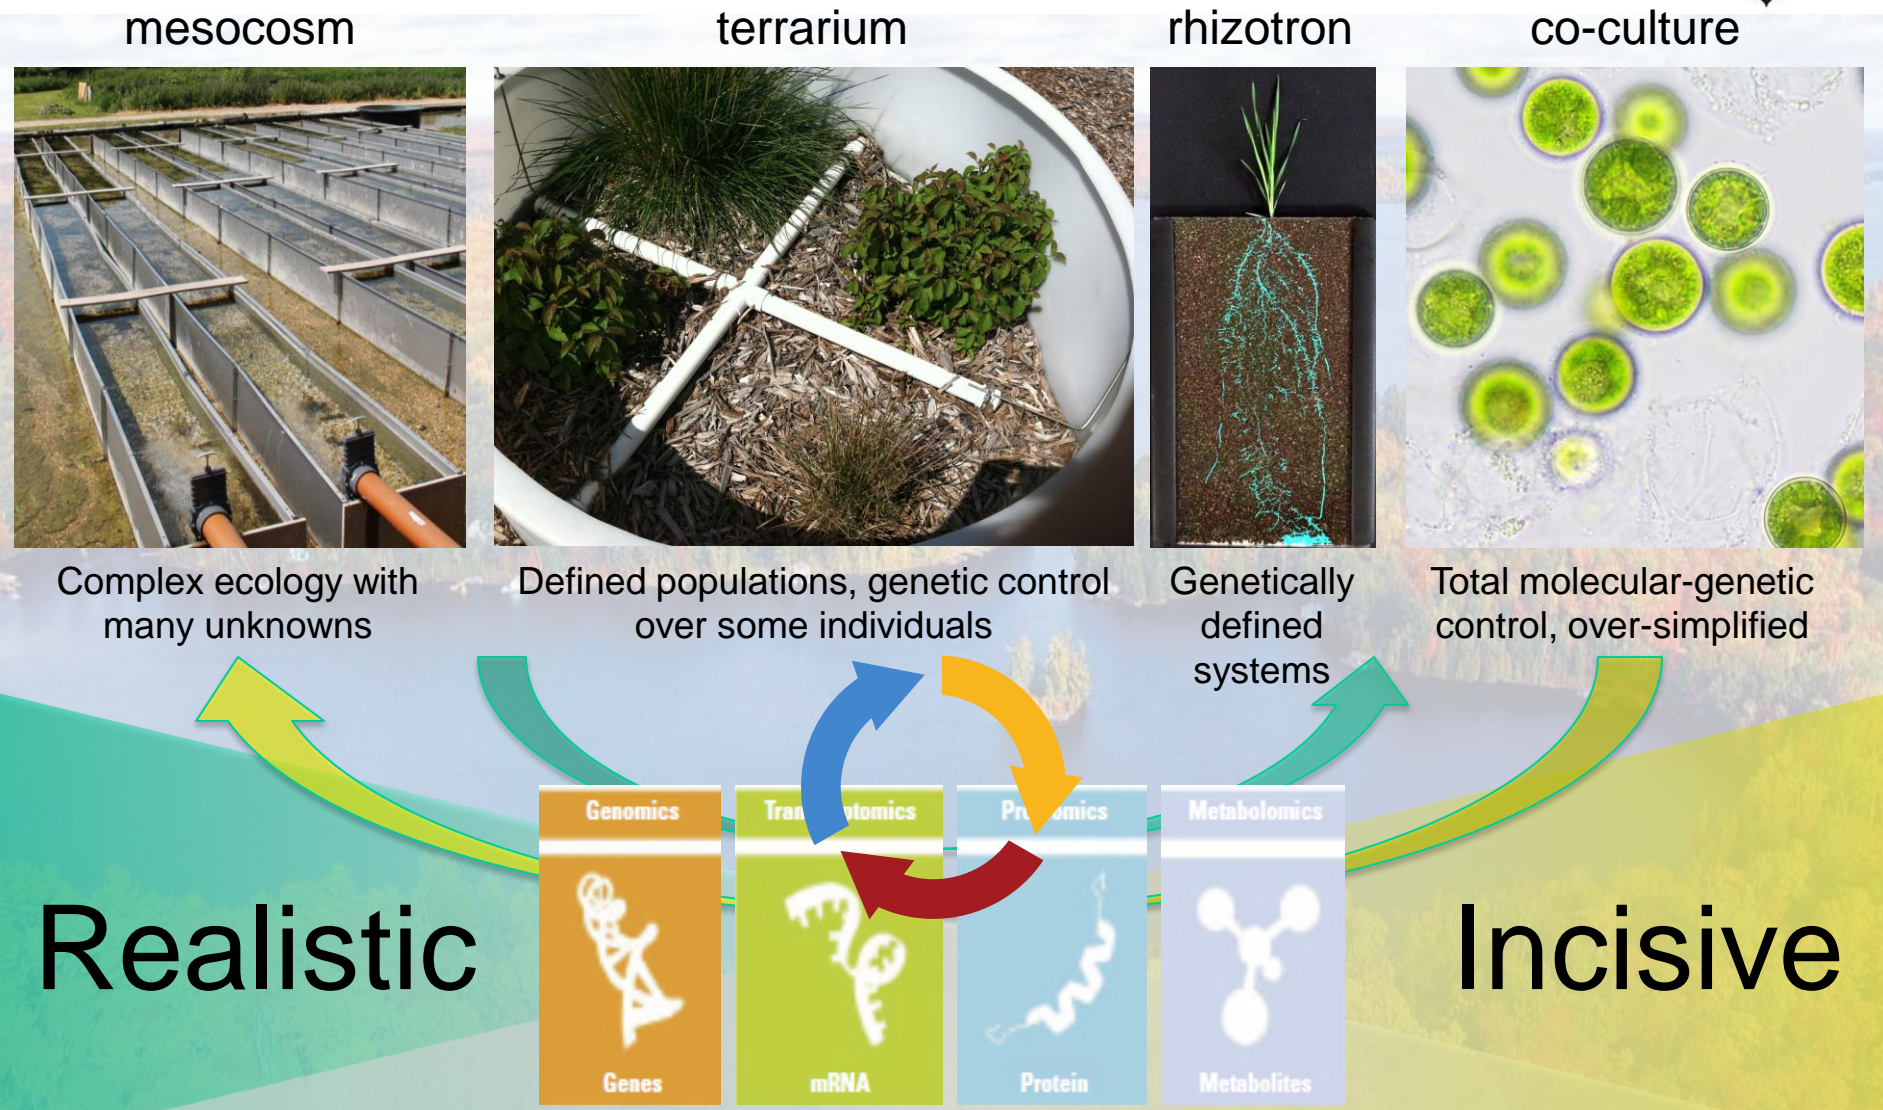 mesocosm
terrarium
rhizotron
co-culture
Complex ecology with
many unknowns
Defined populations, genetic control
over some individuals
Genetically
defined
systems
Total molecular-genetic
control, over-simplified
Realistic
Incisive
Genomics
Genes
mRNA
Protein
Metabolomics
Metabolites